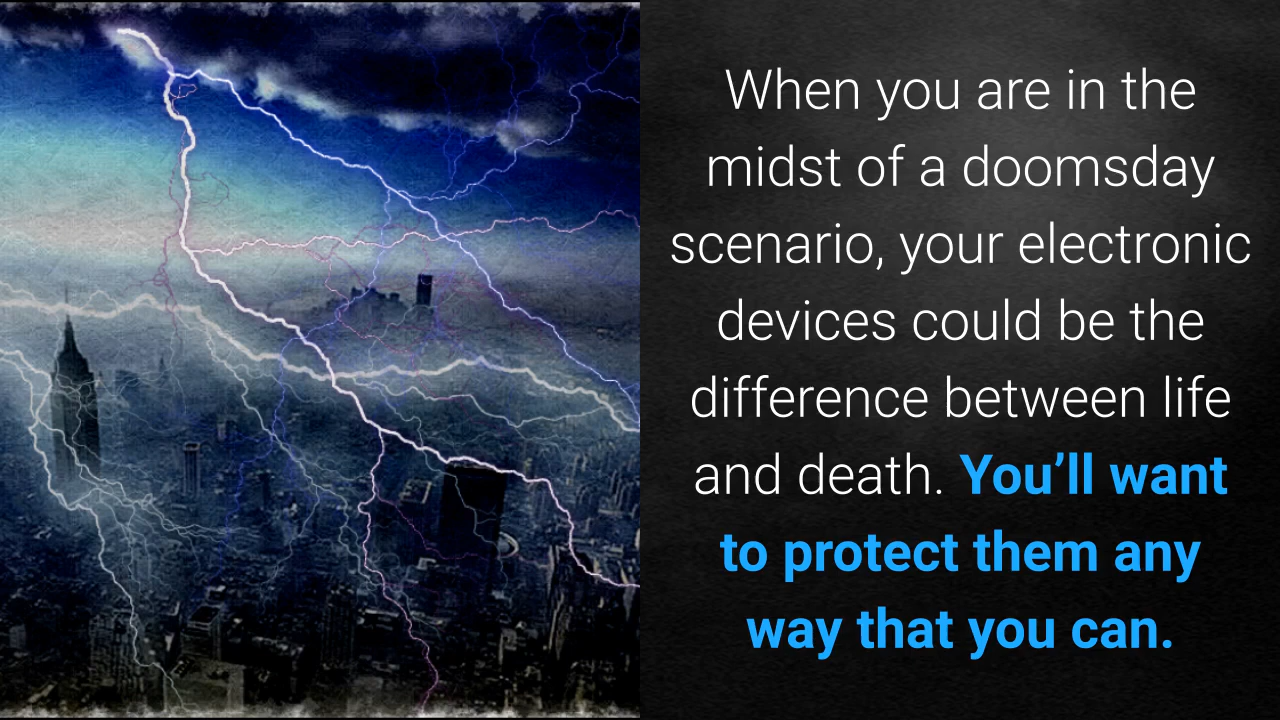 When you are in the
midst of a doomsday
scenario, your electronic
devices could be the
difference between life
and death. You’ll want
to protect them any
way that you can.